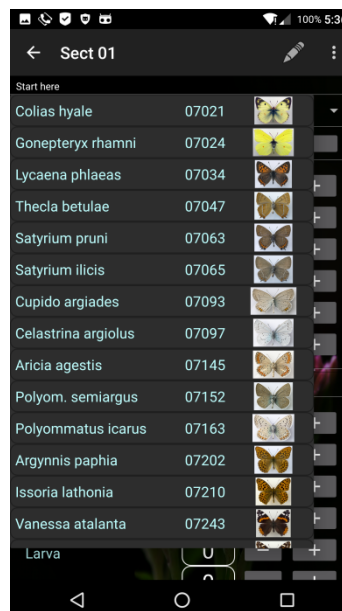 100% 5:36
Sect 01
Start here
Colias hyale 07021
Gonepteryx rhamni 07024
Lycaena phlaeas 07034
Thecla betulae 07047
Satyrium pruni 07063
Satyrium ilicis 07065
Cupido argiades 07093
Celastrina argiolus 07097
Aricia agestis 07145
Polyom. semiargus 07152
Polyommatus icarus 07163
Argynnis paphia 07202
Issoria lathonia 07210
Vanessa atalanta 07243
Larva 0